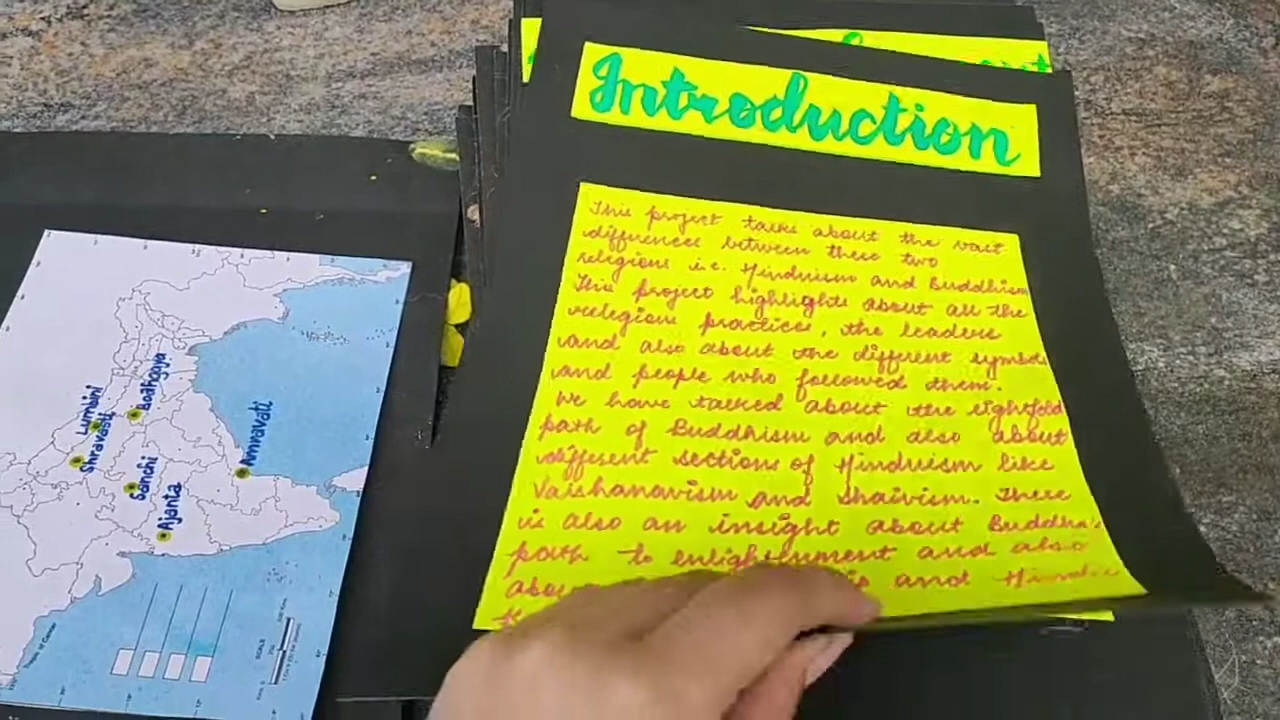 Introduction
This project talks about the vast
differences between these two
religions i.e. Hinduism and Buddhism
This project highlights about all the
religious practices, the leaders
and also about the different symbols
and people who followed them.
We have talked about the eightfold
path of Buddhism and also about
different sections of Hinduism like
Vaishanavism and Shaivism. There
is also an insight about Buddha's
path to enlightenment and also
and
Lumbini
Shravasti
Bodhgaya
Sanchi
Ajanta
Amravati
SCALE